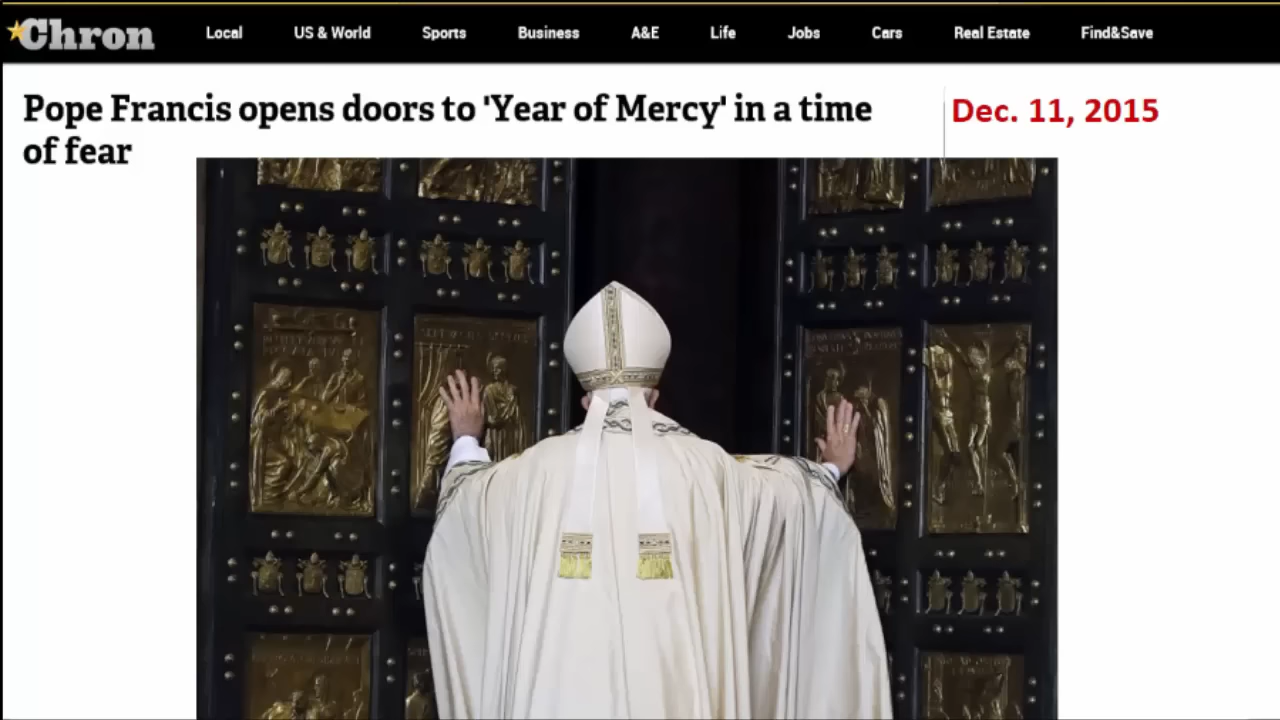 Chron
Local US & World Sports Business A&E Life Jobs Cars Real Estate Find&Save
Pope Francis opens doors to 'Year of Mercy' in a time
of fear
Dec. 11, 2015